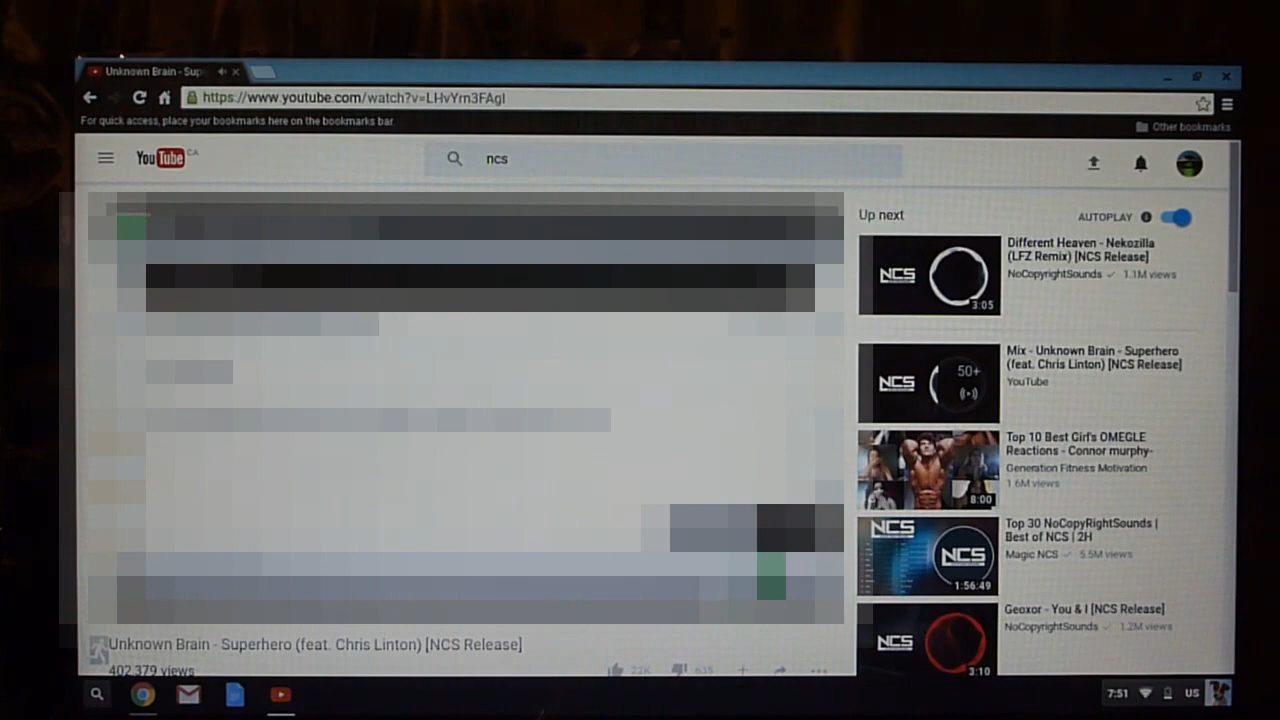 Unknown Brain - Sup
https://www.youtube.com/watch?v=LHvYrn3FAgI
For quick access, place your bookmarks here on the bookmarks bar.
Other bookmarks
YouTube CA
ncs
Up next
AUTOPLAY
NCS
3:05
Different Heaven - Nekozilla
(LFZ Remix) [NCS Release]
NoCopyrightSounds 1.1M views
NCS
50+
Mix - Unknown Brain - Superhero
(feat. Chris Linton) [NCS Release]
YouTube
8:00
Top 10 Best Girl's OMEGLE
Reactions - Connor murphy-
Generation Fitness Motivation
1.6M views
NCS
NCS
1:56:49
Top 30 NoCopyRightSounds |
Best of NCS | 2H
Magic NCS 5.5M views
NCS
3:10
Geoxor - You & I [NCS Release]
NoCopyrightSounds 1.2M views
Unknown Brain - Superhero (feat. Chris Linton) [NCS Release]
402,379 views
22K
635
7:51
US